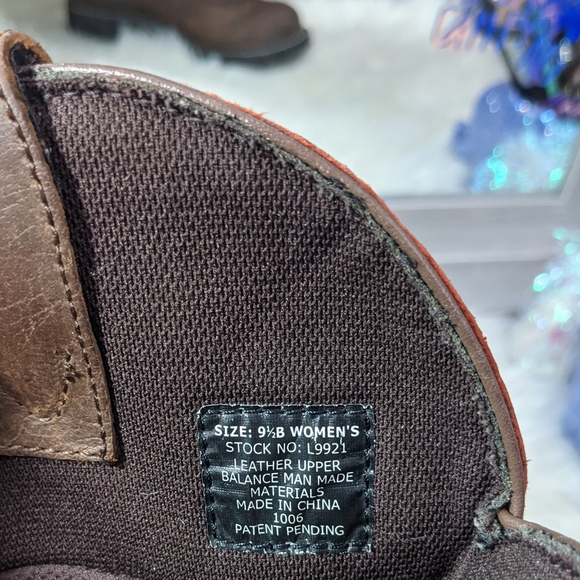 SIZE: 9½B WOMEN'S
STOCK NO: L9921
LEATHER UPPER
BALANCE MAN MADE
MATERIALS
MADE IN CHINA
1006
PATENT PENDING